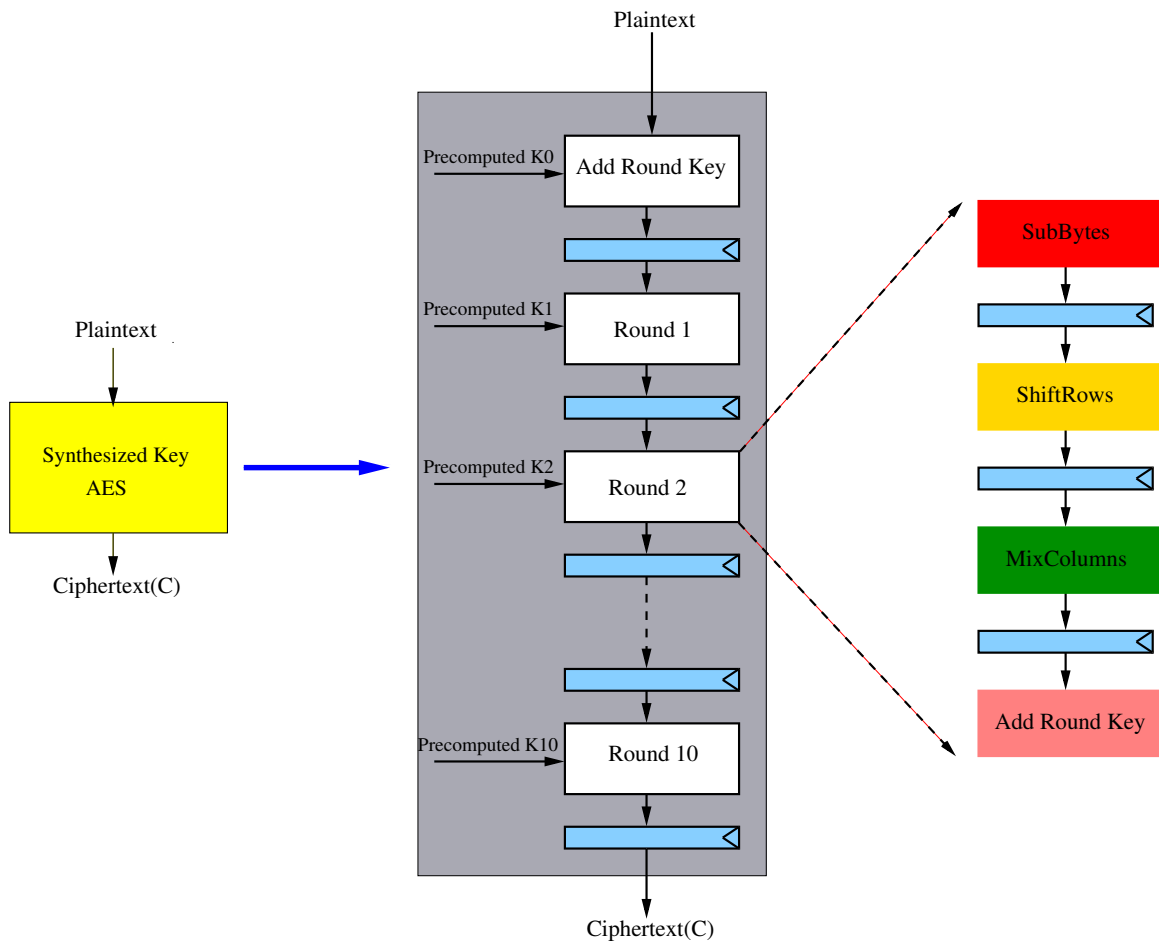 Plaintext
Synthesized Key
AES
Ciphertext(C)
Plaintext
Precomputed K0
Add Round Key
Precomputed K1
Round 1
Precomputed K2
Round 2
Precomputed K10
Round 10
Ciphertext(C)
SubBytes
ShiftRows
MixColumns
Add Round Key